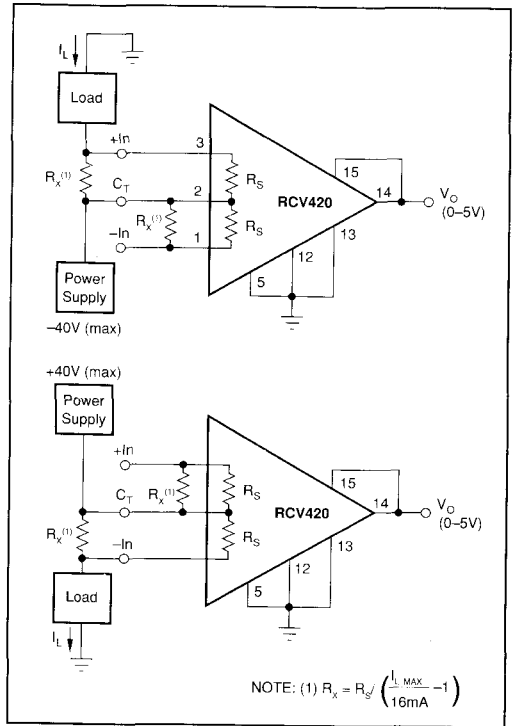 I_L
Load
+In
3
15
R_X(1)
R_S
C_T
2
RCV420
14
V_O
(0–5V)
R_X(1)
R_S
13
–In
1
12
Power
Supply
5
–40V (max)
+40V (max)
Power
Supply
+In
15
C_T
R_X(1)
R_S
RCV420
14
V_O
(0–5V)
R_X(1)
R_S
13
–In
12
5
Load
I_L
NOTE: (1) R_X = R_S/ (I_L MAX / 16mA –1)